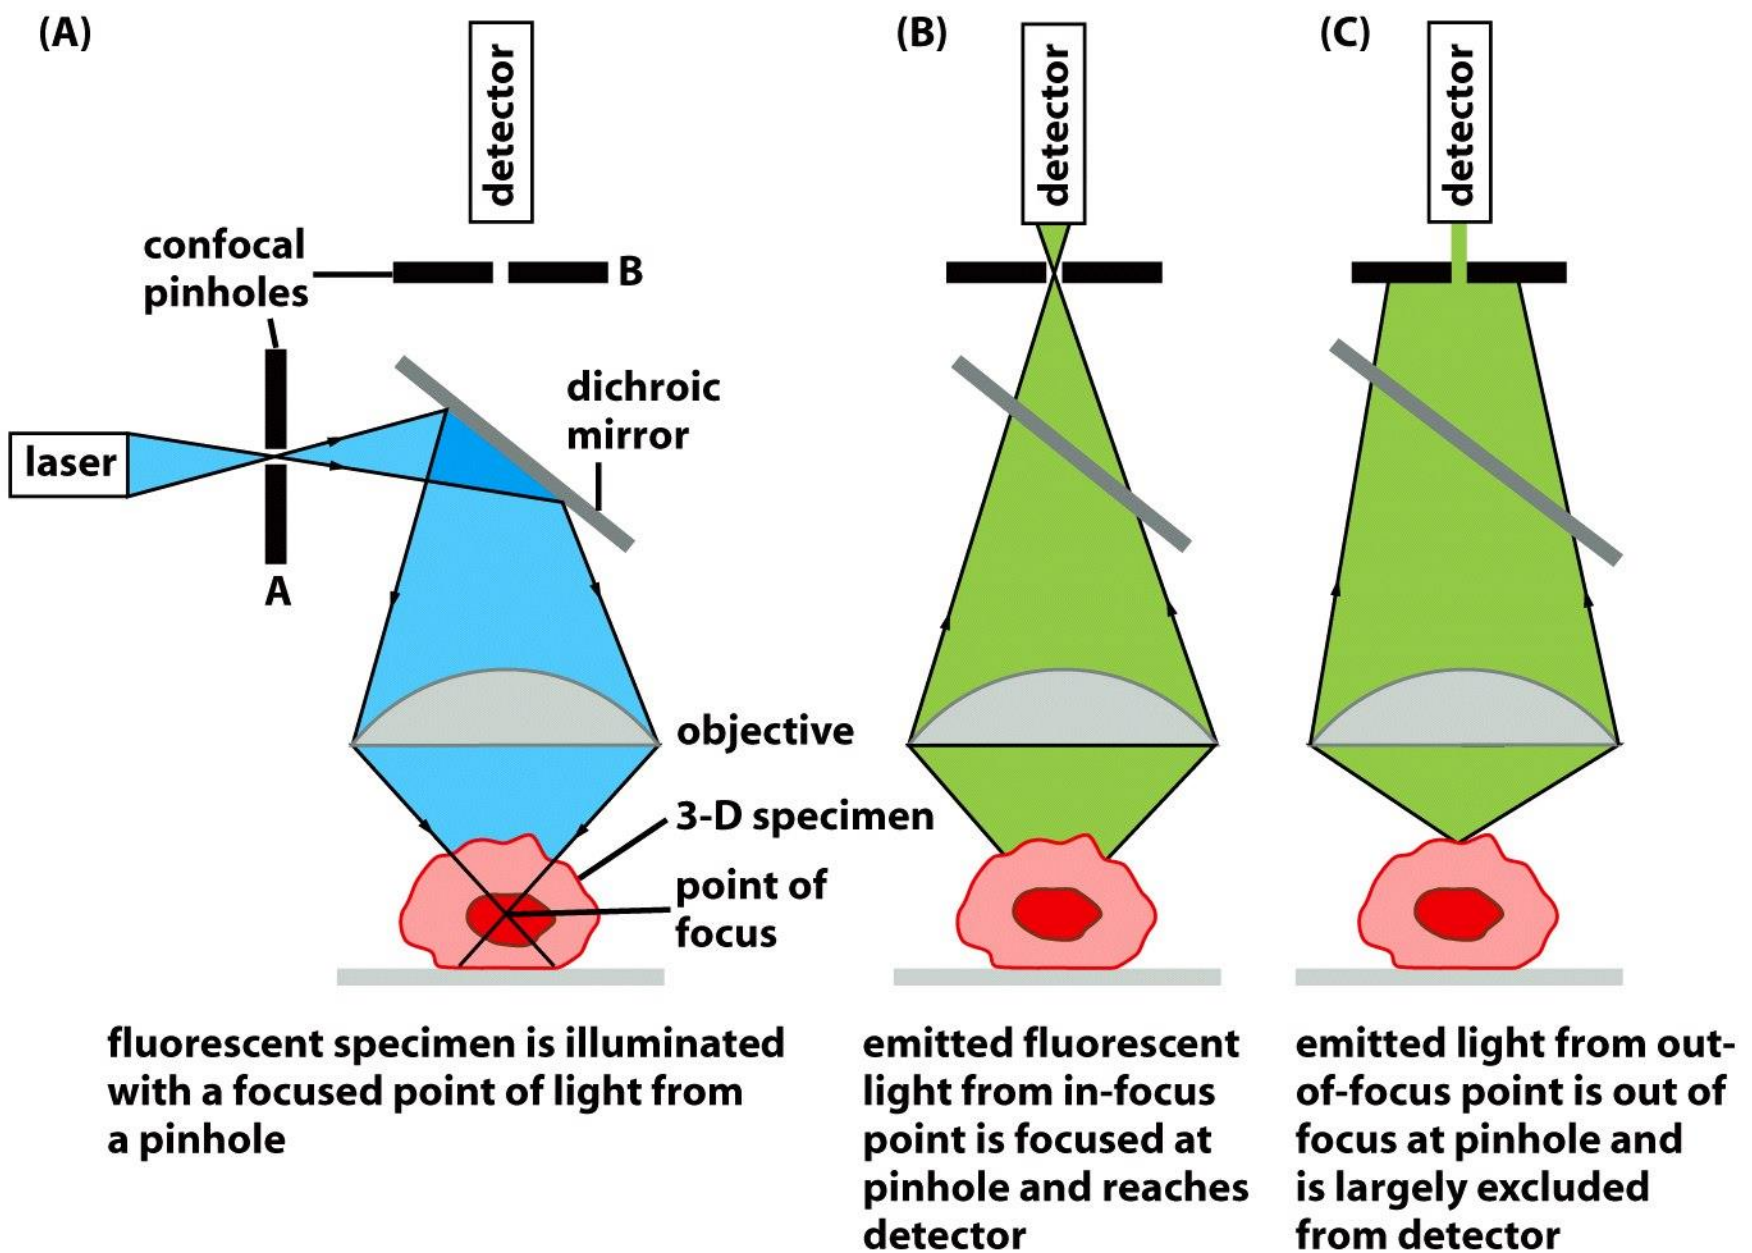 (A)
detector
confocal
pinholes
B
laser
A
dichroic
mirror
objective
3-D specimen
point of
focus
fluorescent specimen is illuminated
with a focused point of light from
a pinhole
(B)
detector
emitted fluorescent
light from in-focus
point is focused at
pinhole and reaches
detector
(C)
detector
emitted light from out-
of-focus point is out of
focus at pinhole and
is largely excluded
from detector